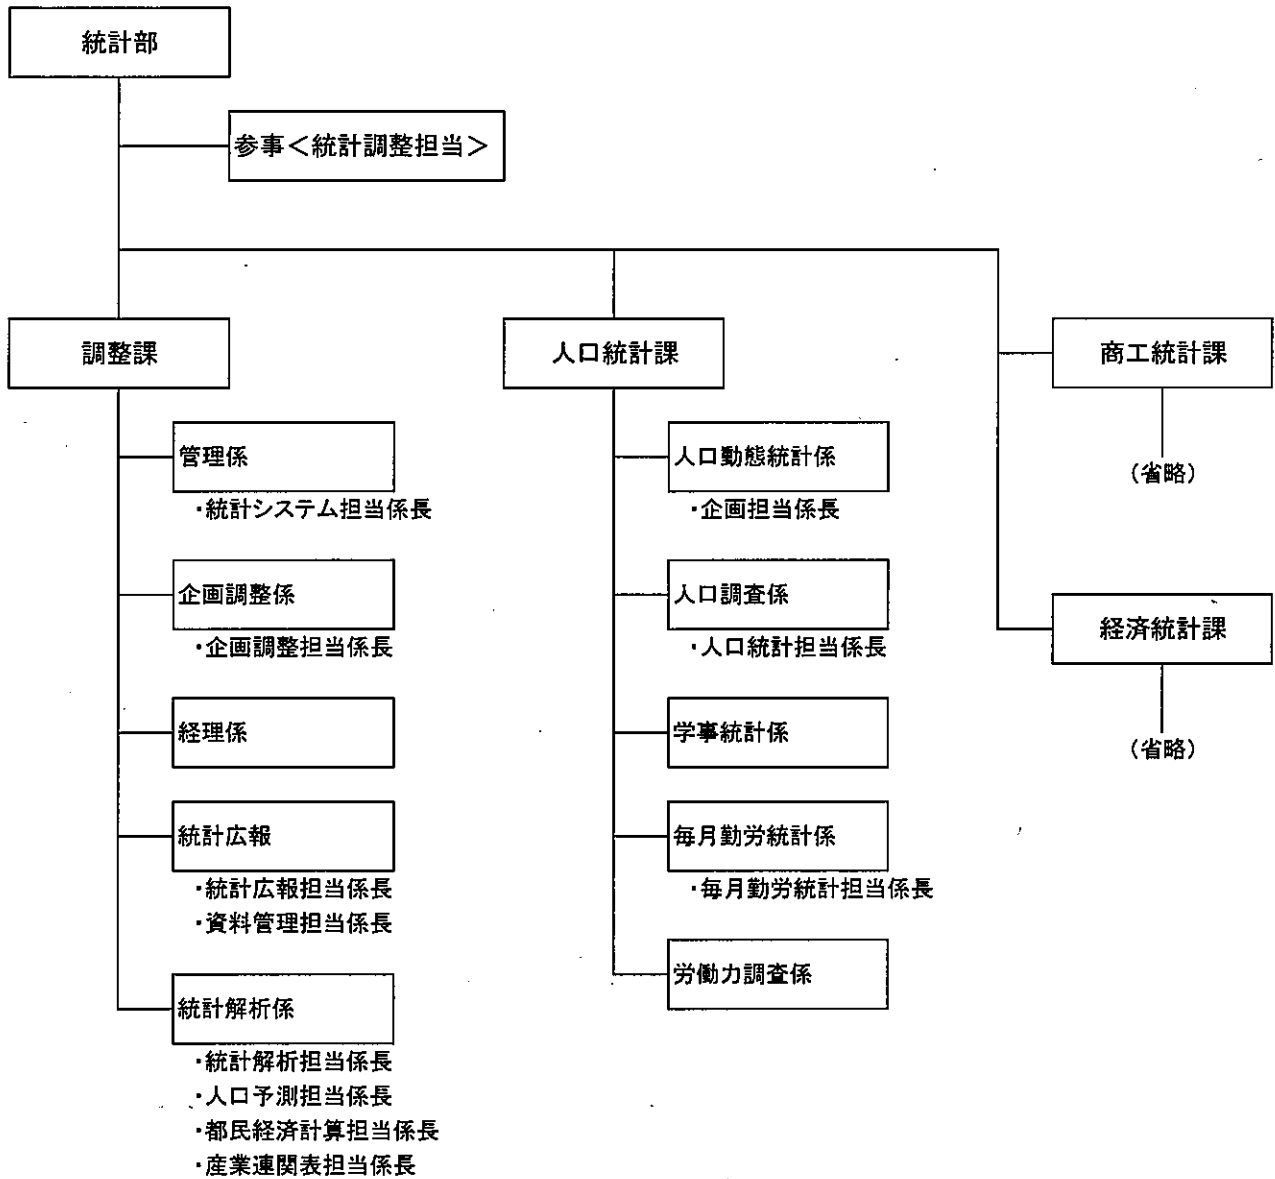 統計部
参事＜統計調整担当＞
調整課
管理係
・統計システム担当係長
企画調整係
・企画調整担当係長
経理係
統計広報
・統計広報担当係長
・資料管理担当係長
統計解析係
・統計解析担当係長
・人口予測担当係長
・都民経済計算担当係長
・産業連関表担当係長
人口統計課
人口動態統計係
・企画担当係長
人口調査係
・人口統計担当係長
学事統計係
毎月勤労統計係
・毎月勤労統計担当係長
労働力調査係
商工統計課
（省略）
経済統計課
（省略）